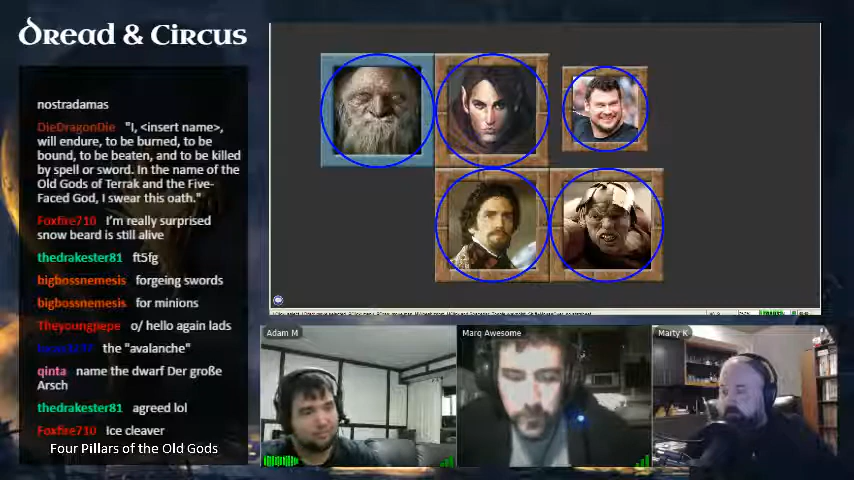 Dread & Circus
nostradamas
DieDragonDie "I, <insert name>,
will endure, to be burned, to be
bound, to be beaten, and to be killed
by spell or sword. In the name of the
Old Gods of Terrak and the Five-
Faced God, I swear this oath."
Foxfire710 I'm really surprised
snow beard is still alive
thedrakester81 ft5fg
bigbossnemesis forgeing swords
bigbossnemesis for minions
Theyoungpepe o/ hello again lads
the "avalanche"
qinta name the dwarf Der große
Arsch
thedrakester81 agreed lol
Foxfire710 Ice cleaver
Four Pillars of the Old Gods
Adam M
Marq Awesome
Marty K